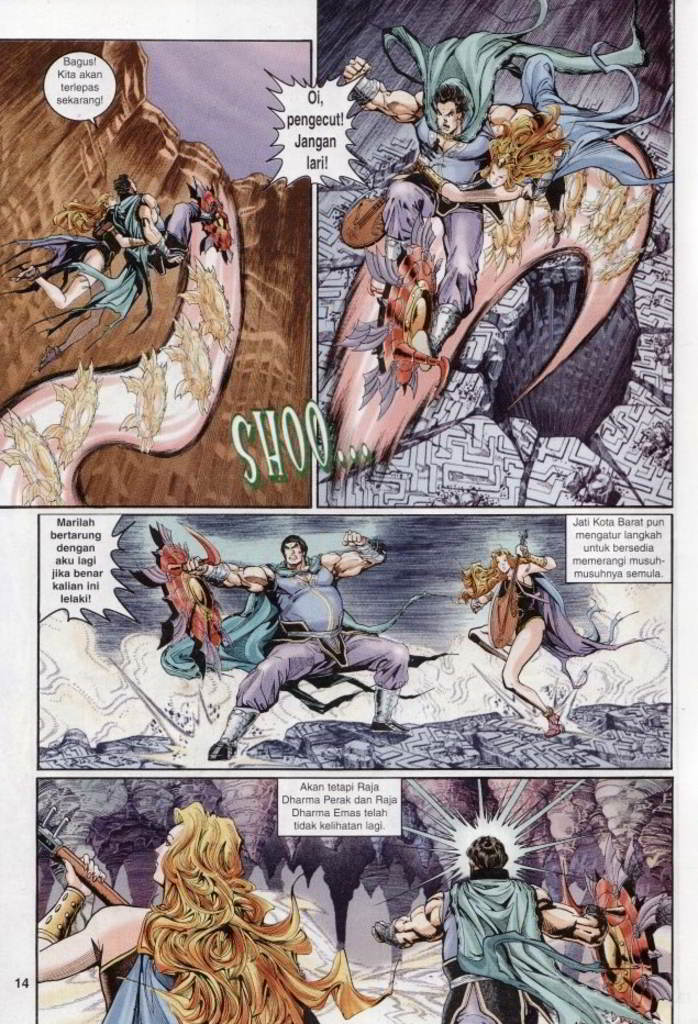 Bagus!
Kita akan
terlepas
sekarang!
Oi,
pengecut!
Jangan
lari!
SHOO...
Marilah
bertarung
dengan
aku lagi
jika benar
kalian ini
lelaki!
Jati Kota Barat pun
mengatur langkah
untuk bersedia
memerangi musuh-
musuhnya semula.
Akan tetapi Raja
Dharma Perak dan Raja
Dharma Emas telah
tidak kelihatan lagi.
14